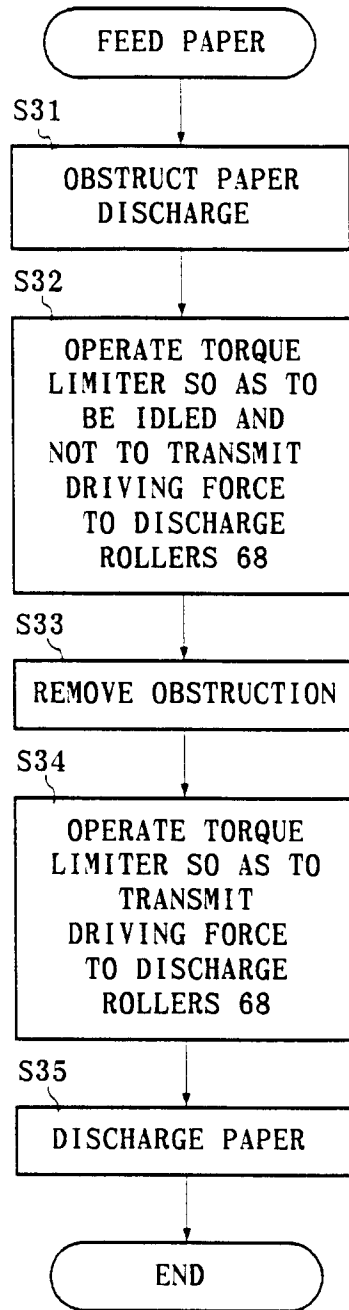 FEED PAPER
S31
OBSTRUCT PAPER
DISCHARGE
S32
OPERATE TORQUE
LIMITER SO AS TO
BE IDLED AND
NOT TO TRANSMIT
DRIVING FORCE
TO DISCHARGE
ROLLERS 68
S33
REMOVE OBSTRUCTION
S34
OPERATE TORQUE
LIMITER SO AS TO
TRANSMIT
DRIVING FORCE
TO DISCHARGE
ROLLERS 68
S35
DISCHARGE PAPER
END